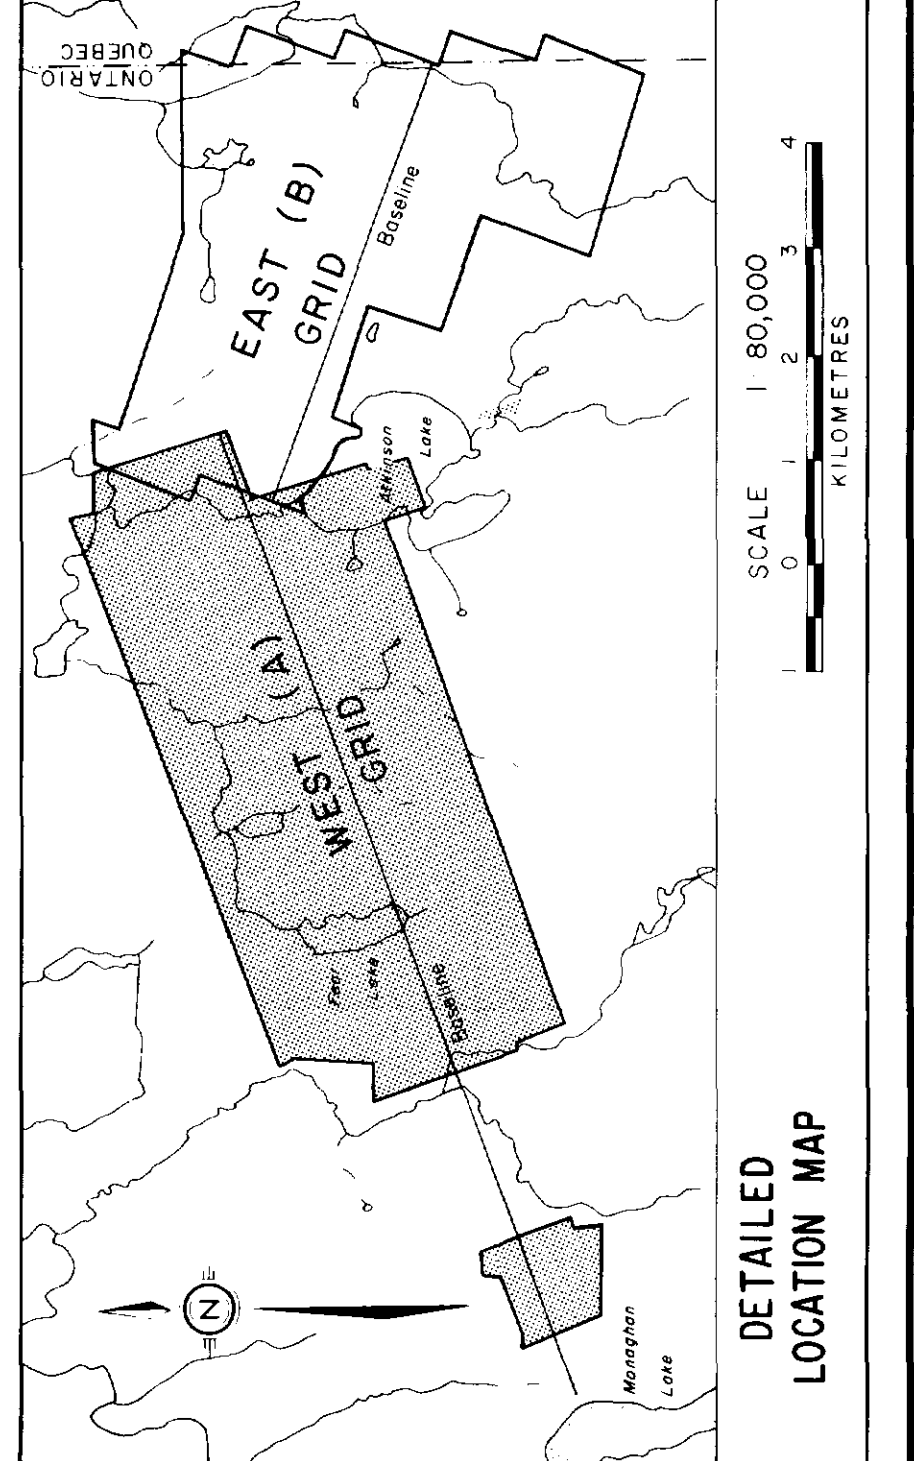 QUEBEC
ONTARIO
EAST (B)
GRID
Baseline
Atkinson
Lake
WEST (A)
GRID
Fear
Lake
Baseline
N
Monaghan
Lake
DETAILED
LOCATION MAP
SCALE 1 80,000
1 0 1 2 3 4
KILOMETRES